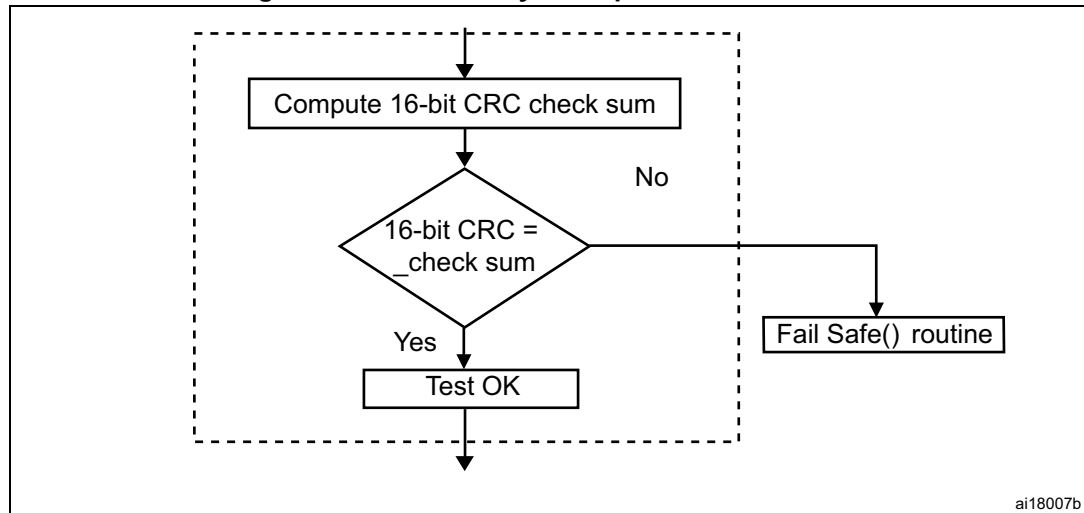 Compute 16-bit CRC check sum
No
16-bit CRC =
_check sum
Fail Safe() routine
Yes
Test OK
ai18007b